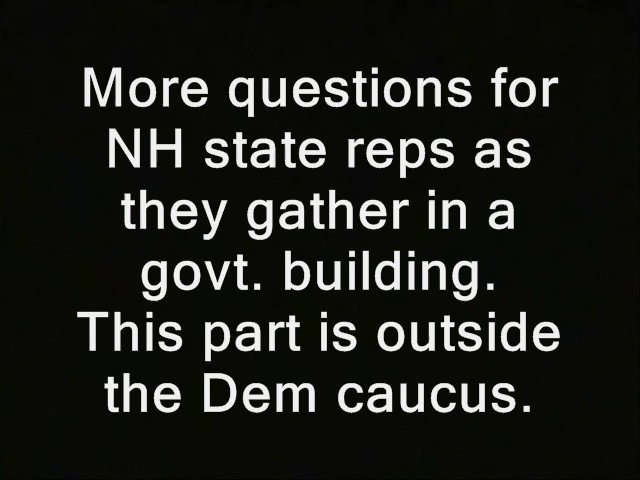 More questions for
NH state reps as
they gather in a
govt. building.
This part is outside
the Dem caucus.